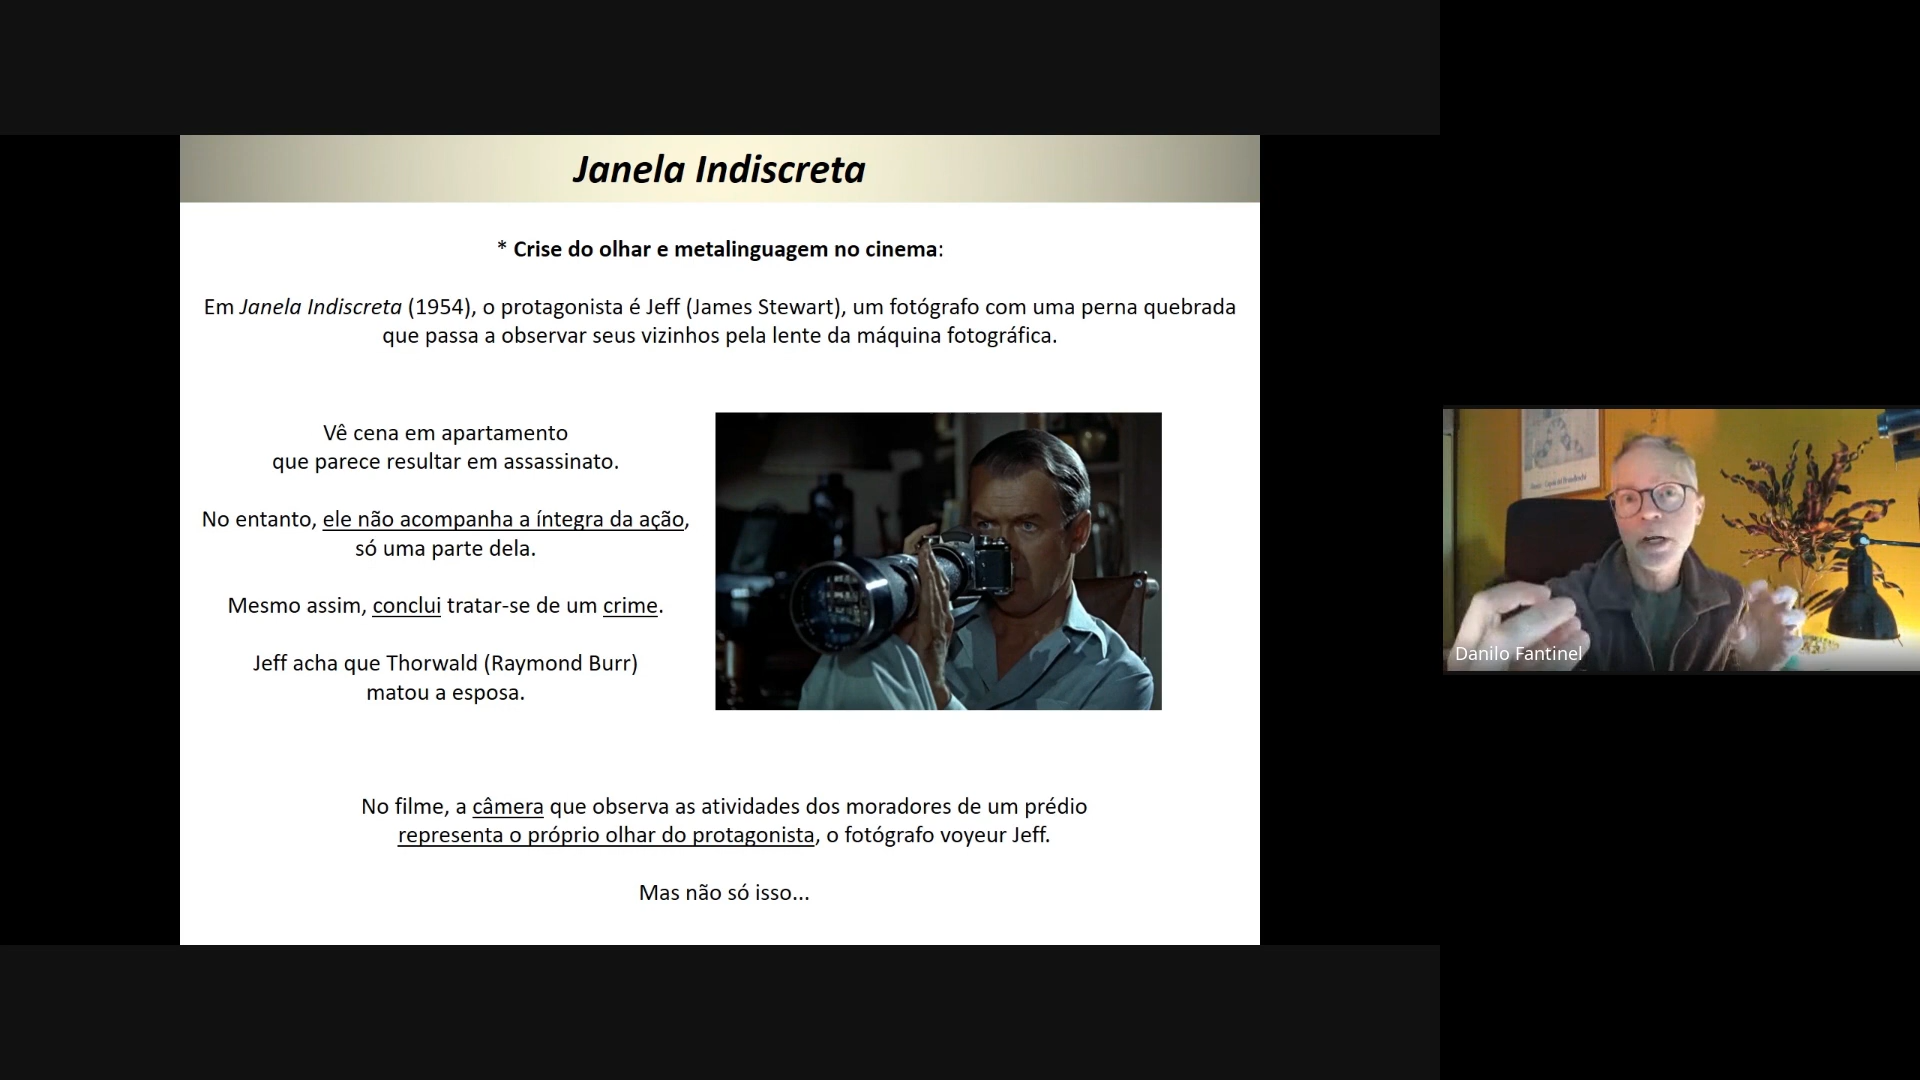 Janela Indiscreta
* Crise do olhar e metalinguagem no cinema:
Em Janela Indiscreta (1954), o protagonista é Jeff (James Stewart), um fotógrafo com uma perna quebrada
que passa a observar seus vizinhos pela lente da máquina fotográfica.
Vê cena em apartamento
que parece resultar em assassinato.
No entanto, ele não acompanha a íntegra da ação,
só uma parte dela.
Mesmo assim, conclui tratar-se de um crime.
Jeff acha que Thorwald (Raymond Burr)
matou a esposa.
No filme, a câmera que observa as atividades dos moradores de um prédio
representa o próprio olhar do protagonista, o fotógrafo voyeur Jeff.
Mas não só isso...
Danilo Fantinel